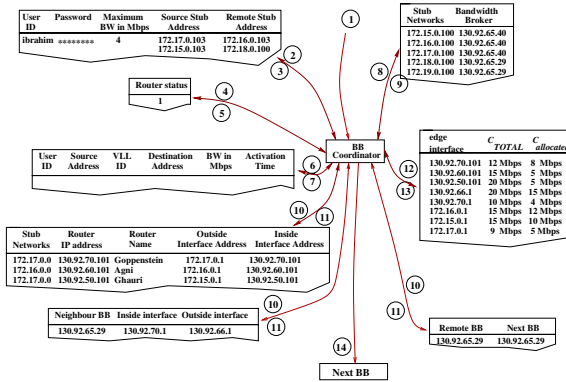 User ID Password Maximum BW in Mbps Source Stub Address Remote Stub Address
ibrahim ******** 4 172.17.0.103 172.16.0.103
172.15.0.103 172.18.0.100
1
Stub Networks Bandwidth Broker
172.15.0.100 130.92.65.40
172.16.0.100 130.92.65.40
172.17.0.100 130.92.65.40
172.18.0.100 130.92.65.29
172.19.0.100 130.92.65.29
2
3
8
9
Router status
1
4
5
BB Coordinator
edge interface C TOTAL C allocated
130.92.70.101 12 Mbps 8 Mbps
130.92.60.101 15 Mbps 5 Mbps
130.92.50.101 20 Mbps 5 Mbps
130.92.66.1 20 Mbps 15 Mbps
130.92.70.1 10 Mbps 4 Mbps
172.16.0.1 15 Mbps 12 Mbps
172.15.0.1 15 Mbps 10 Mbps
172.17.0.1 9 Mbps 5 Mbps
12
13
User ID Source Address VLL ID Destination Address BW in Mbps Activation Time
6
7
10
11
Stub Networks Router IP address Router Name Outside Interface Address Inside Interface Address
172.17.0.0 130.92.70.101 Goppenstein 172.17.0.1 130.92.70.101
172.16.0.0 130.92.60.101 Agni 172.16.0.1 130.92.60.101
172.17.0.0 130.92.50.101 Ghauri 172.15.0.1 130.92.50.101
10
11
Neighbour BB Inside interface Outside interface
130.92.65.29 130.92.70.1 130.92.66.1
10
11
Remote BB Next BB
130.92.65.29 130.92.65.29
14
Next BB